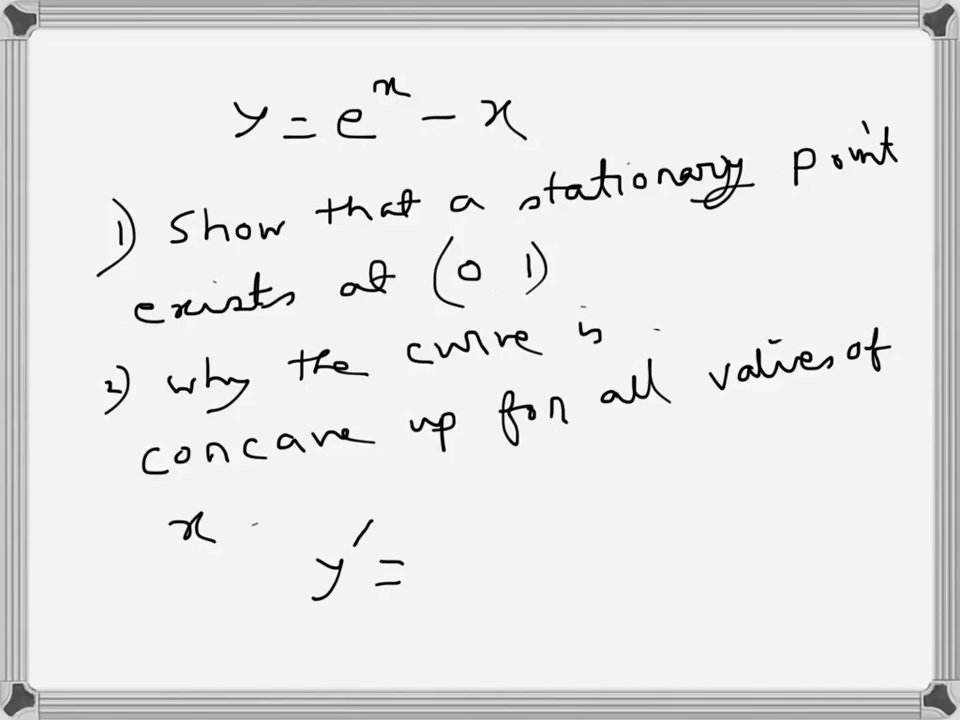 y = e^x - x
1) Show that a stationary point
exists at (0 1)
2) why the curve is
concave up for all values of
x
y' =